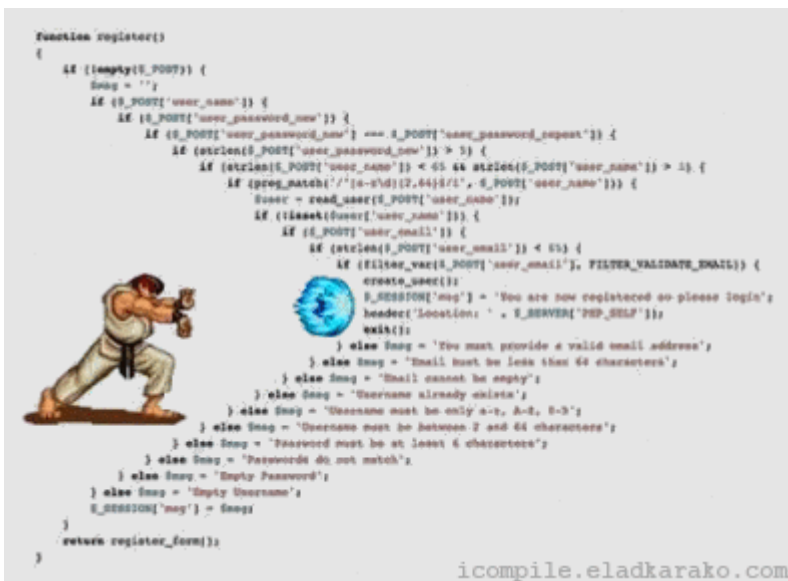 function register()
{
if (!empty($_POST)) {
$msg = '';
if ($_POST['user_name']) {
if ($_POST['user_password_new']) {
if ($_POST['user_password_new'] === $_POST['user_password_repeat']) {
if (strlen($_POST['user_password_new']) > 5) {
if (strlen($_POST['user_name']) < 65 && strlen($_POST['user_name']) > 1) {
if (preg_match('/^[a-z\d]{2,64}$/i', $_POST['user_name'])) {
$user = read_user($_POST['user_name']);
if (!isset($user['user_name'])) {
if ($_POST['user_email']) {
if (strlen($_POST['user_email']) < 65) {
if (filter_var($_POST['user_email'], FILTER_VALIDATE_EMAIL)) {
create_user();
$_SESSION['msg'] = 'You are now registered so please login';
header('Location: ' . $_SERVER['PHP_SELF']);
exit();
} else $msg = 'You must provide a valid email address';
} else $msg = 'Email must be less than 64 characters';
} else $msg = 'Email cannot be empty';
} else $msg = 'Username already exists';
} else $msg = 'Username must be only a-z, A-Z, 0-9';
} else $msg = 'Username must be between 2 and 64 characters';
} else $msg = 'Password must be at least 6 characters';
} else $msg = 'Passwords do not match';
} else $msg = 'Empty Password';
} else $msg = 'Empty Username';
$_SESSION['msg'] = $msg;
}
return register_form();
}
icompile.eladkarako.com